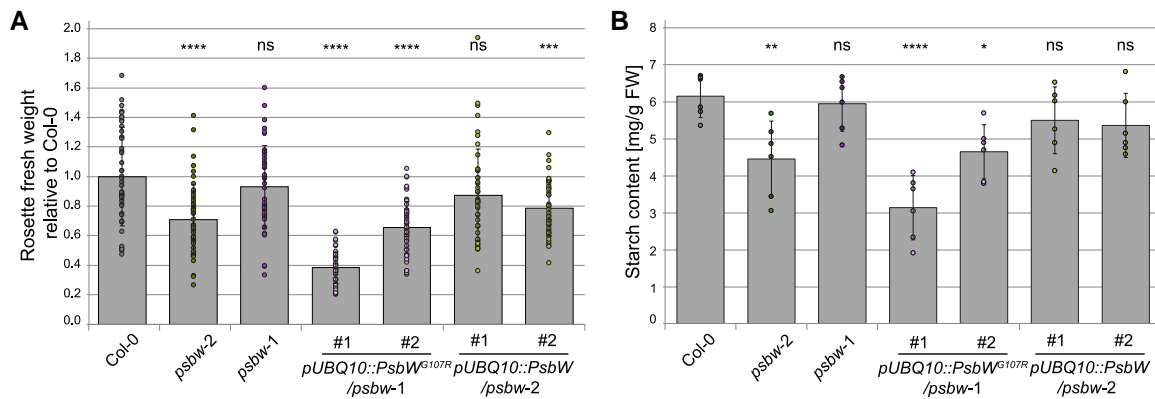 A
Rosette fresh weight
relative to Col-0
2.0
1.8
1.6
1.4
1.2
1.0
0.8
0.6
0.4
0.2
0.0
**** ns **** **** ns ***
Col-0 psbw-2 psbw-1 #1 #2 #1 #2
pUBQ10::PsbW^G107R pUBQ10::PsbW
/psbw-1 /psbw-2
B
Starch content [mg/g FW]
8
7
6
5
4
3
2
1
0
** ns **** * ns ns
Col-0 psbw-2 psbw-1 #1 #2 #1 #2
pUBQ10::PsbW^G107R pUBQ10::PsbW
/psbw-1 /psbw-2